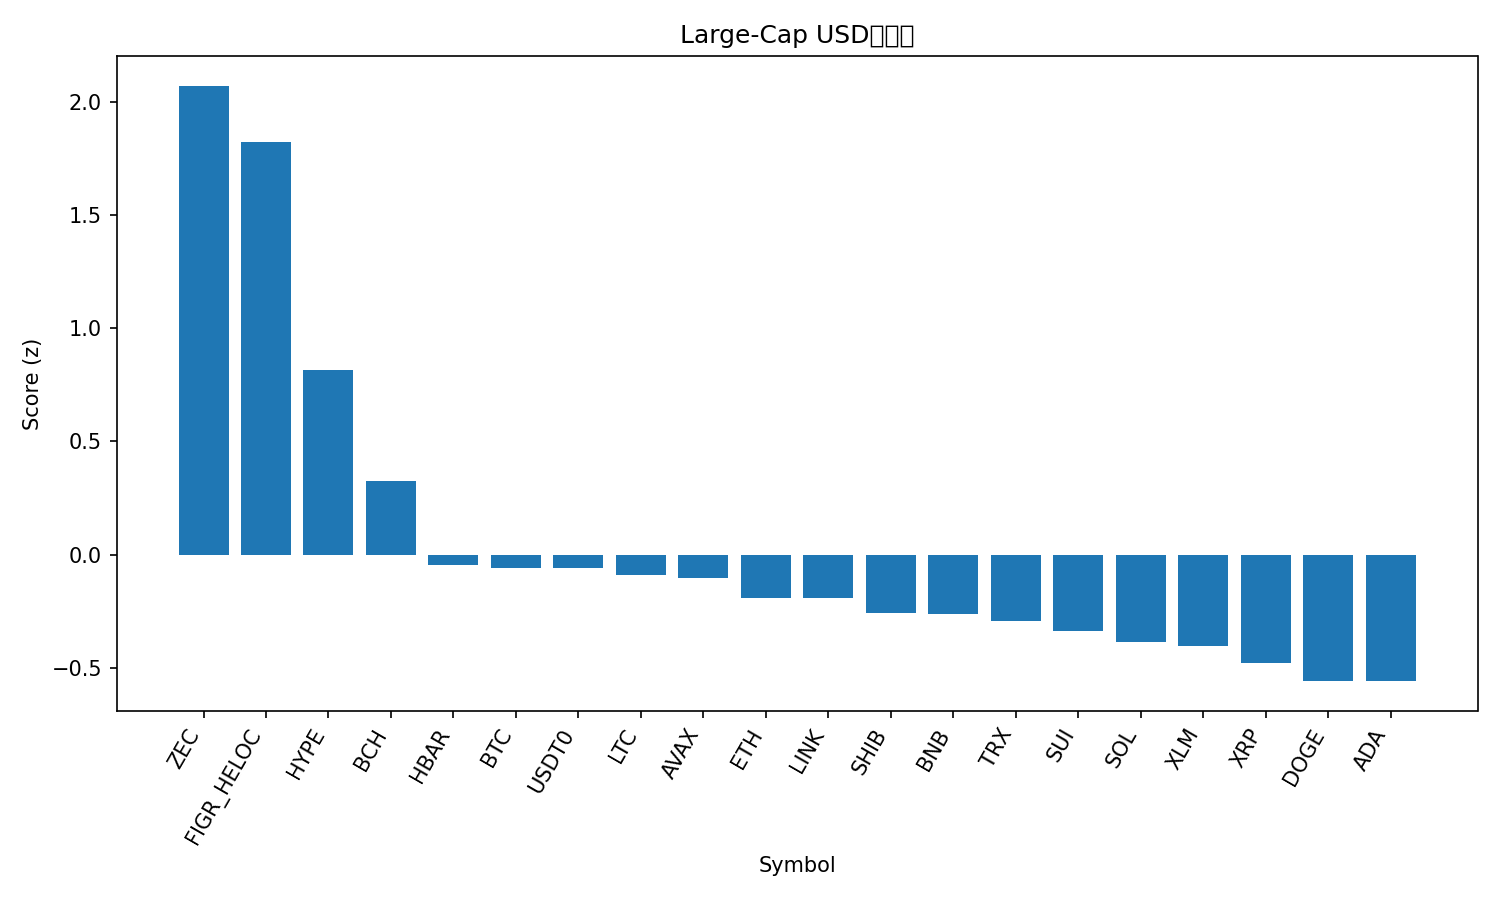 Large-Cap USD
Score (z)
2.0
1.5
1.0
0.5
0.0
−0.5
ZEC
FIGR_HELOC
HYPE
BCH
HBAR
BTC
USDT0
LTC
AVAX
ETH
LINK
SHIB
BNB
TRX
SUI
SOL
XLM
XRP
DOGE
ADA
Symbol